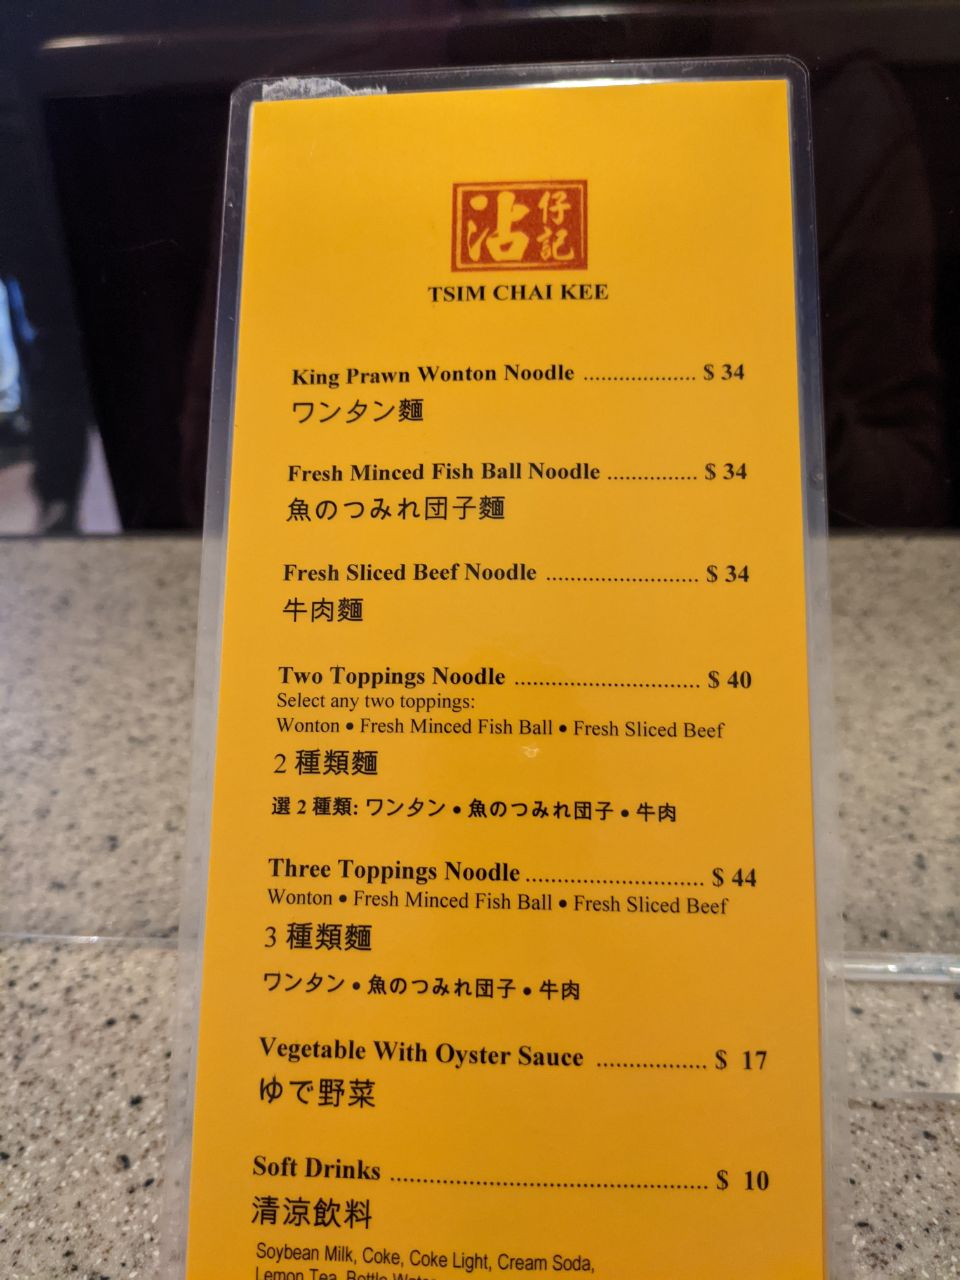 沾仔記
TSIM CHAI KEE
King Prawn Wonton Noodle .................... $ 34
ワンタン麵
Fresh Minced Fish Ball Noodle ................ $ 34
魚のつみれ団子麵
Fresh Sliced Beef Noodle ........................... $ 34
牛肉麵
Two Toppings Noodle ................................. $ 40
Select any two toppings:
Wonton • Fresh Minced Fish Ball • Fresh Sliced Beef
2 種類麵
選 2 種類: ワンタン • 魚のつみれ団子 • 牛肉
Three Toppings Noodle ............................... $ 44
Wonton • Fresh Minced Fish Ball • Fresh Sliced Beef
3 種類麵
ワンタン • 魚のつみれ団子 • 牛肉
Vegetable With Oyster Sauce ................... $ 17
ゆで野菜
Soft Drinks ...................................................... $ 10
清涼飲料
Soybean Milk, Coke, Coke Light, Cream Soda,
Lemon Tea, Bottle Water